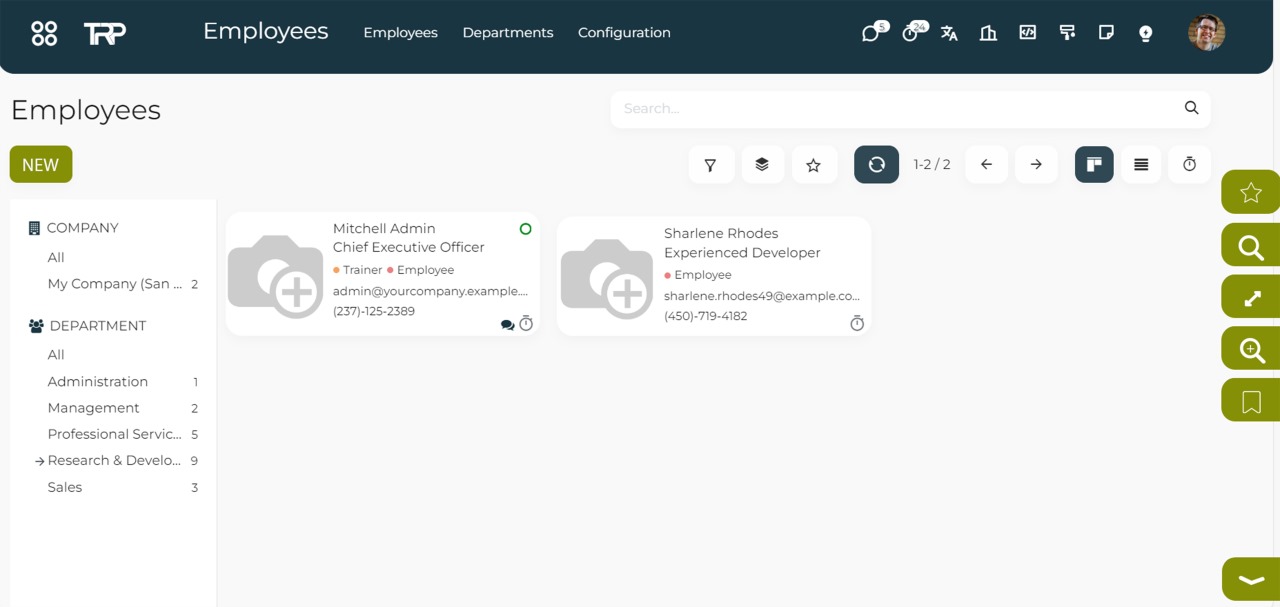 TRP
Employees
Employees
Departments
Configuration
5
24
Employees
Search...
NEW
1-2 / 2
COMPANY
All
My Company (San ... 2
DEPARTMENT
All
Administration 1
Management 2
Professional Servic... 5
Research & Develo... 9
Sales 3
Mitchell Admin
Chief Executive Officer
Trainer Employee
admin@yourcompany.example....
(237)-125-2389
Sharlene Rhodes
Experienced Developer
Employee
sharlene.rhodes49@example.co...
(450)-719-4182